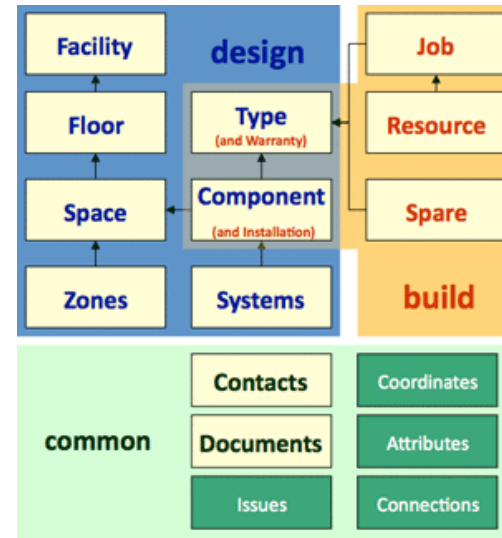 Facility
design
Job
Floor
Type
(and Warranty)
Resource
Space
Component
(and Installation)
Spare
Zones
Systems
build
Contacts
Coordinates
common
Documents
Attributes
Issues
Connections